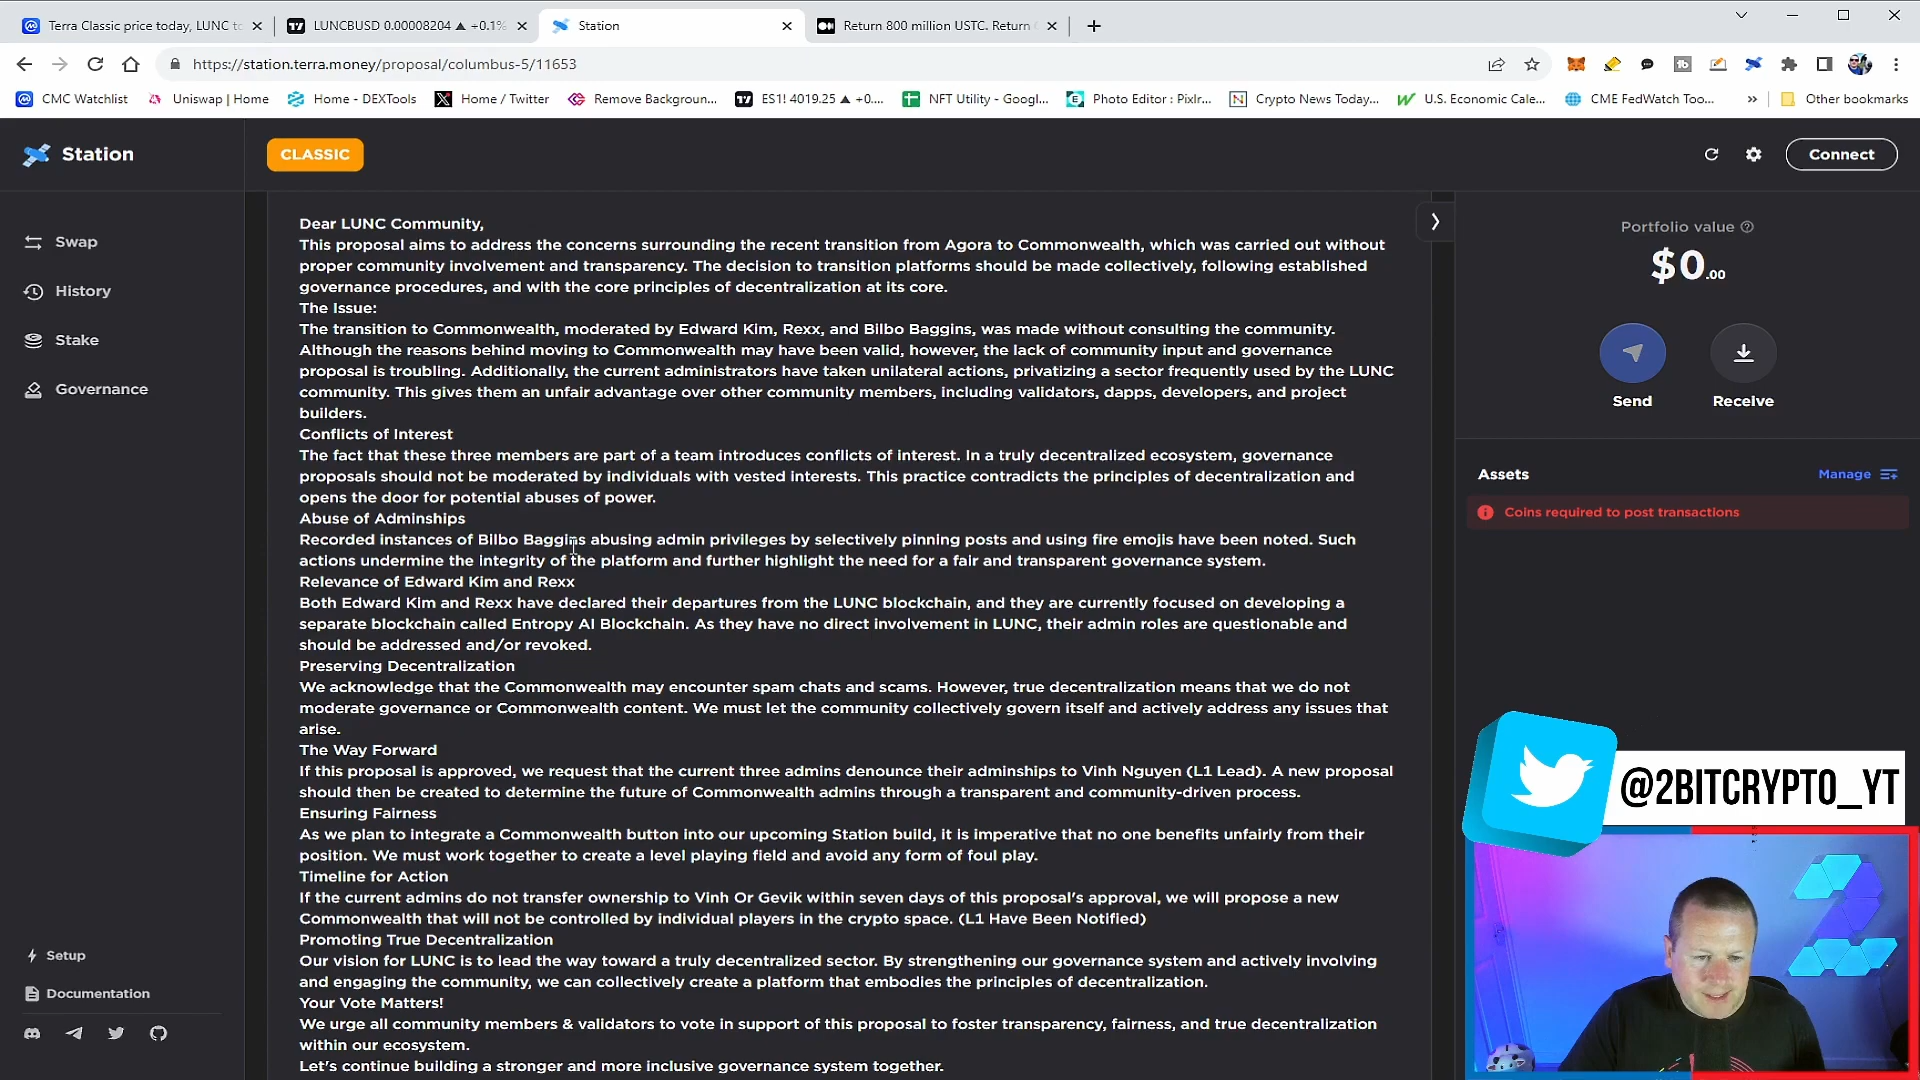 Terra Classic price today, LUNC to
LUNCBUSD 0.00008204 ▲ +0.1%
Station
Return 800 million USTC. Return
https://station.terra.money/proposal/columbus-5/11653
CMC Watchlist
Uniswap | Home
Home - DEXTools
Home / Twitter
Remove Backgroun...
ES1! 4019.25 ▲ +0....
NFT Utility - Googl...
Photo Editor : Pixlr...
Crypto News Today...
U.S. Economic Cale...
CME FedWatch Too...
»
Other bookmarks
Station
CLASSIC
Connect
Swap
History
Stake
Governance
Setup
Documentation
Dear LUNC Community,
This proposal aims to address the concerns surrounding the recent transition from Agora to Commonwealth, which was carried out without
proper community involvement and transparency. The decision to transition platforms should be made collectively, following established
governance procedures, and with the core principles of decentralization at its core.
The Issue:
The transition to Commonwealth, moderated by Edward Kim, Rexx, and Bilbo Baggins, was made without consulting the community.
Although the reasons behind moving to Commonwealth may have been valid, however, the lack of community input and governance
proposal is troubling. Additionally, the current administrators have taken unilateral actions, privatizing a sector frequently used by the LUNC
community. This gives them an unfair advantage over other community members, including validators, dapps, developers, and project
builders.
Conflicts of Interest
The fact that these three members are part of a team introduces conflicts of interest. In a truly decentralized ecosystem, governance
proposals should not be moderated by individuals with vested interests. This practice contradicts the principles of decentralization and
opens the door for potential abuses of power.
Abuse of Adminships
Recorded instances of Bilbo Baggins abusing admin privileges by selectively pinning posts and using fire emojis have been noted. Such
actions undermine the integrity of the platform and further highlight the need for a fair and transparent governance system.
Relevance of Edward Kim and Rexx
Both Edward Kim and Rexx have declared their departures from the LUNC blockchain, and they are currently focused on developing a
separate blockchain called Entropy AI Blockchain. As they have no direct involvement in LUNC, their admin roles are questionable and
should be addressed and/or revoked.
Preserving Decentralization
We acknowledge that the Commonwealth may encounter spam chats and scams. However, true decentralization means that we do not
moderate governance or Commonwealth content. We must let the community collectively govern itself and actively address any issues that
arise.
The Way Forward
If this proposal is approved, we request that the current three admins denounce their adminships to Vinh Nguyen (L1 Lead). A new proposal
should then be created to determine the future of Commonwealth admins through a transparent and community-driven process.
Ensuring Fairness
As we plan to integrate a Commonwealth button into our upcoming Station build, it is imperative that no one benefits unfairly from their
position. We must work together to create a level playing field and avoid any form of foul play.
Timeline for Action
If the current admins do not transfer ownership to Vinh Or Gevik within seven days of this proposal's approval, we will propose a new
Commonwealth that will not be controlled by individual players in the crypto space. (L1 Have Been Notified)
Promoting True Decentralization
Our vision for LUNC is to lead the way toward a truly decentralized sector. By strengthening our governance system and actively involving
and engaging the community, we can collectively create a platform that embodies the principles of decentralization.
Your Vote Matters!
We urge all community members & validators to vote in support of this proposal to foster transparency, fairness, and true decentralization
within our ecosystem.
Let's continue building a stronger and more inclusive governance system together.
Portfolio value
$0.00
Send
Receive
Assets
Manage
Coins required to post transactions
@2BITCRYPTO_YT